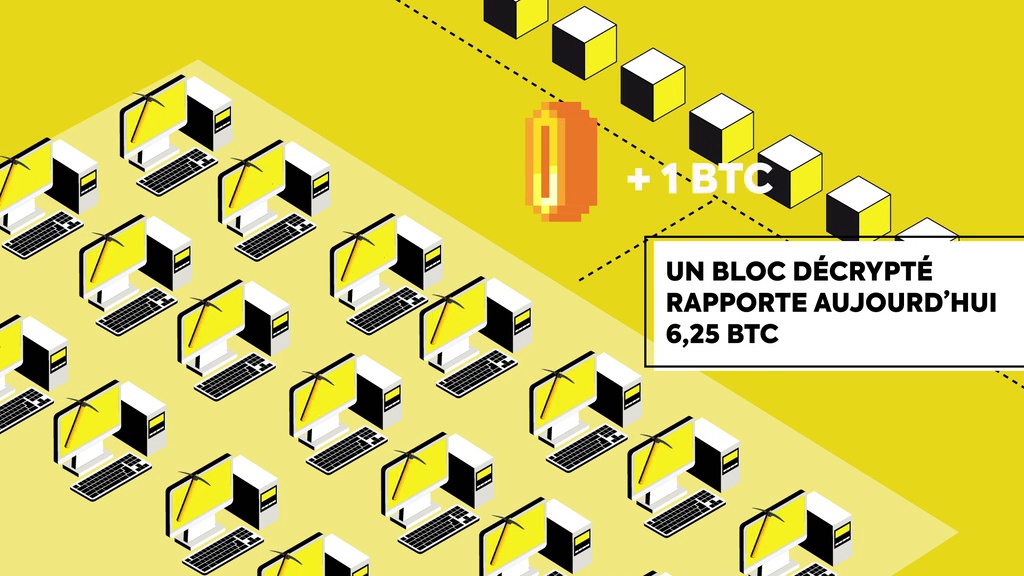 + 1 BTC
UN BLOC DÉCRYPTÉ
RAPPORTE AUJOURD’HUI
6,25 BTC